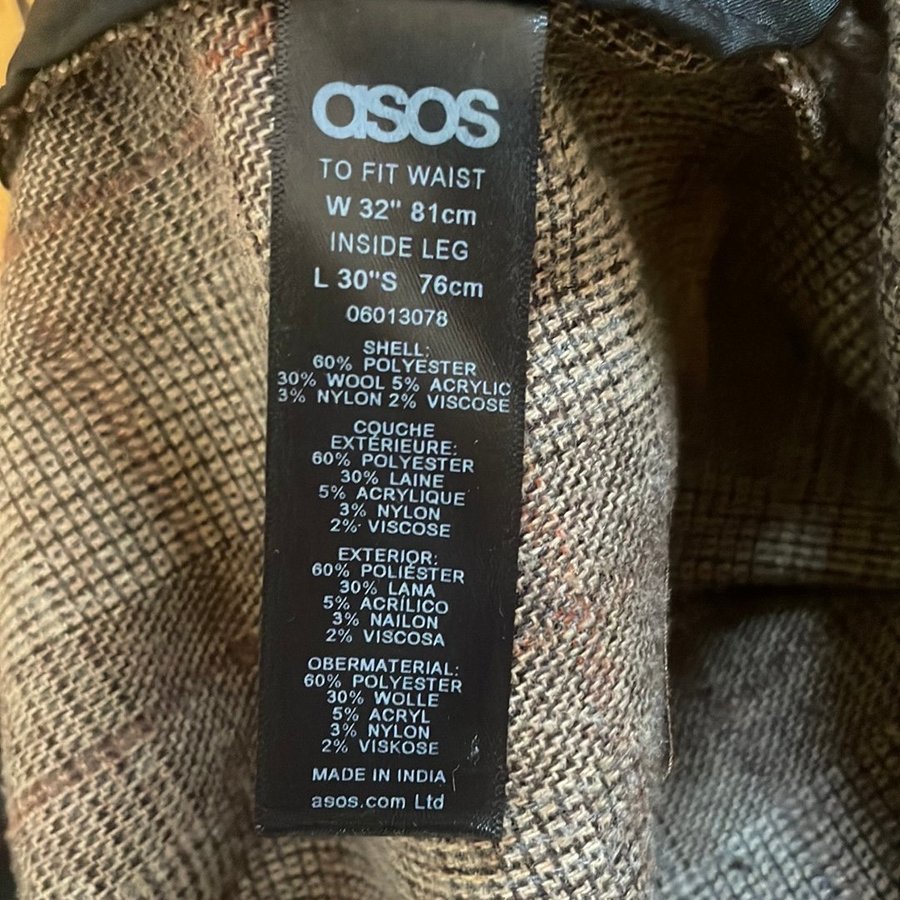 asos
TO FIT WAIST
W 32" 81cm
INSIDE LEG
L 30"S 76cm
06013078
SHELL:
60% POLYESTER
30% WOOL 5% ACRYLIC
3% NYLON 2% VISCOSE
COUCHE
EXTÉRIEURE:
60% POLYESTER
30% LAINE
5% ACRYLIQUE
3% NYLON
2% VISCOSE
EXTERIOR:
60% POLIÉSTER
30% LANA
5% ACRÍLICO
3% NAILON
2% VISCOSA
OBERMATERIAL:
60% POLYESTER
30% WOLLE
5% ACRYL
3% NYLON
2% VISKOSE
MADE IN INDIA
asos.com Ltd